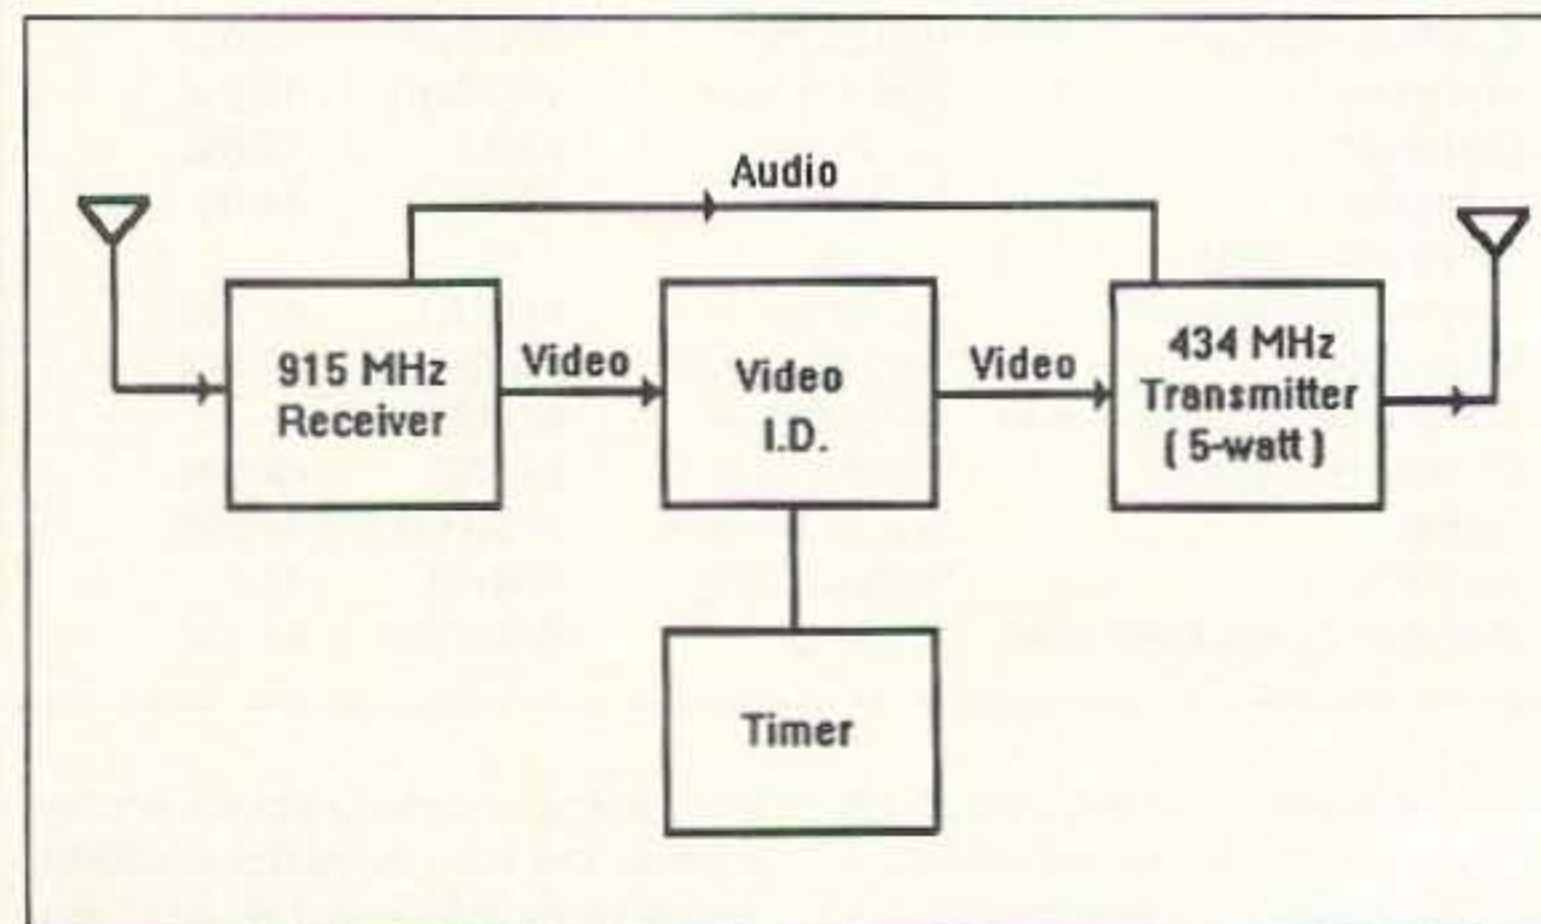 Audio
915 MHz
Receiver
Video
Video
I.D.
Video
434 MHz
Transmitter
( 5-watt )
Timer